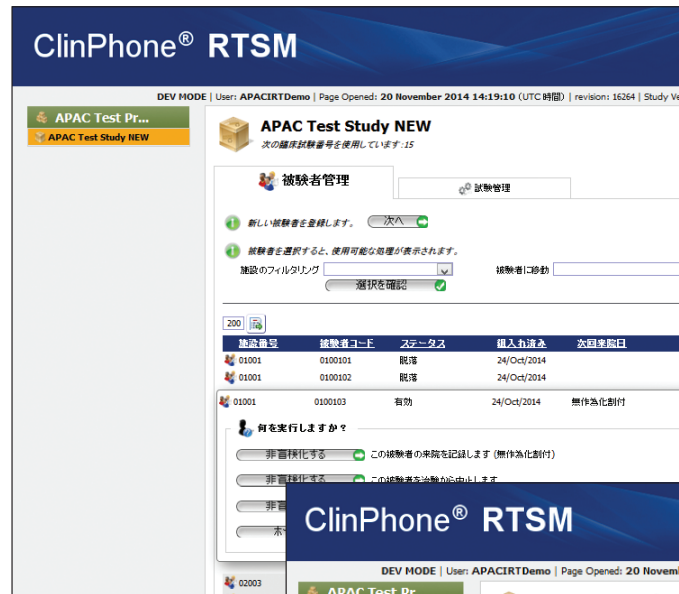 ClinPhone® RTSM
DEV MODE | User: APACIRTDemo | Page Opened: 20 November 2014 14:19:10 (UTC 時間) | revision: 16264 | Study Ve
APAC Test Pr...
APAC Test Study NEW
APAC Test Study NEW
次の臨床試験番号を使用しています:15
被験者管理
試験管理
新しい被験者を登録します。 次へ
被験者を選択すると、使用可能な処理が表示されます。
施設のフィルタリング 被験者に移動
選択を確認
200
施設番号 被験者コード ステータス 組入れ済み 次回来院日
01001 0100101 脱落 24/Oct/2014
01001 0100102 脱落 24/Oct/2014
01001 0100103 有効 24/Oct/2014 無作為化割付
何を実行しますか?
非盲検化する この被験者の来院を記録します (無作為化割付)
非盲検化する この被験者を治験から中止します
非盲
02003
ClinPhone® RTSM
DEV MODE | User: APACIRTDemo | Page Opened: 20 Novem
APAC Test Pr